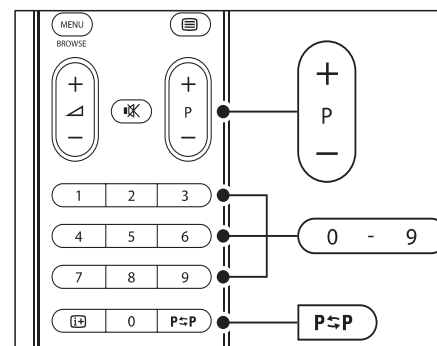 MENU
BROWSE
+ +
P
− −
1 2 3
4 5 6
7 8 9
i+ 0 P⇆P
+
P
−
0 - 9
P⇆P